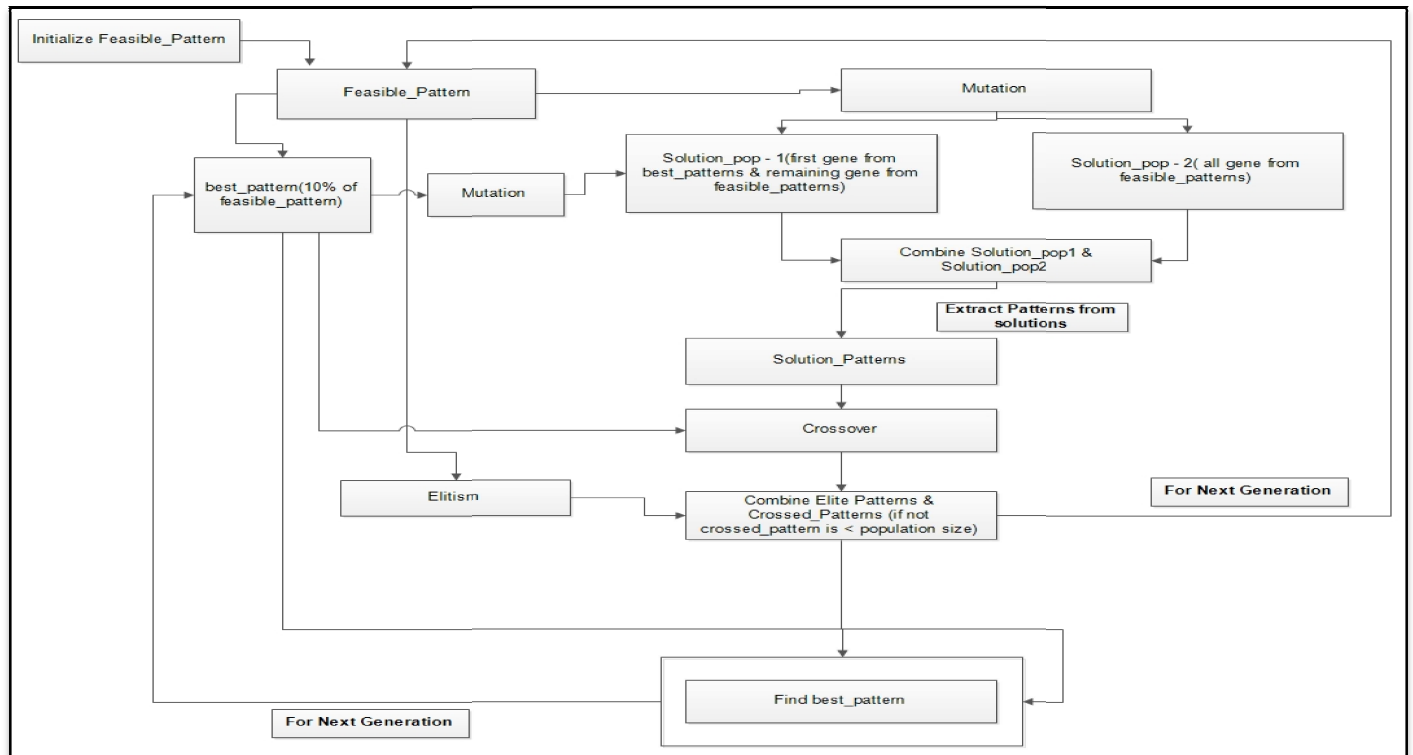 Initialize Feasible_Pattern
Feasible_Pattern
Mutation
Solution_pop - 1(first gene from
best_patterns & remaining gene from
feasible_patterns)
Solution_pop - 2( all gene from
feasible_patterns)
best_pattern(10% of
feasible_pattern)
Mutation
Combine Solution_pop1 &
Solution_pop2
Extract Patterns from
solutions
Solution_Patterns
Crossover
Elitism
Combine Elite Patterns &
Crossed_Patterns (if not
crossed_pattern is < population size)
For Next Generation
Find best_pattern
For Next Generation